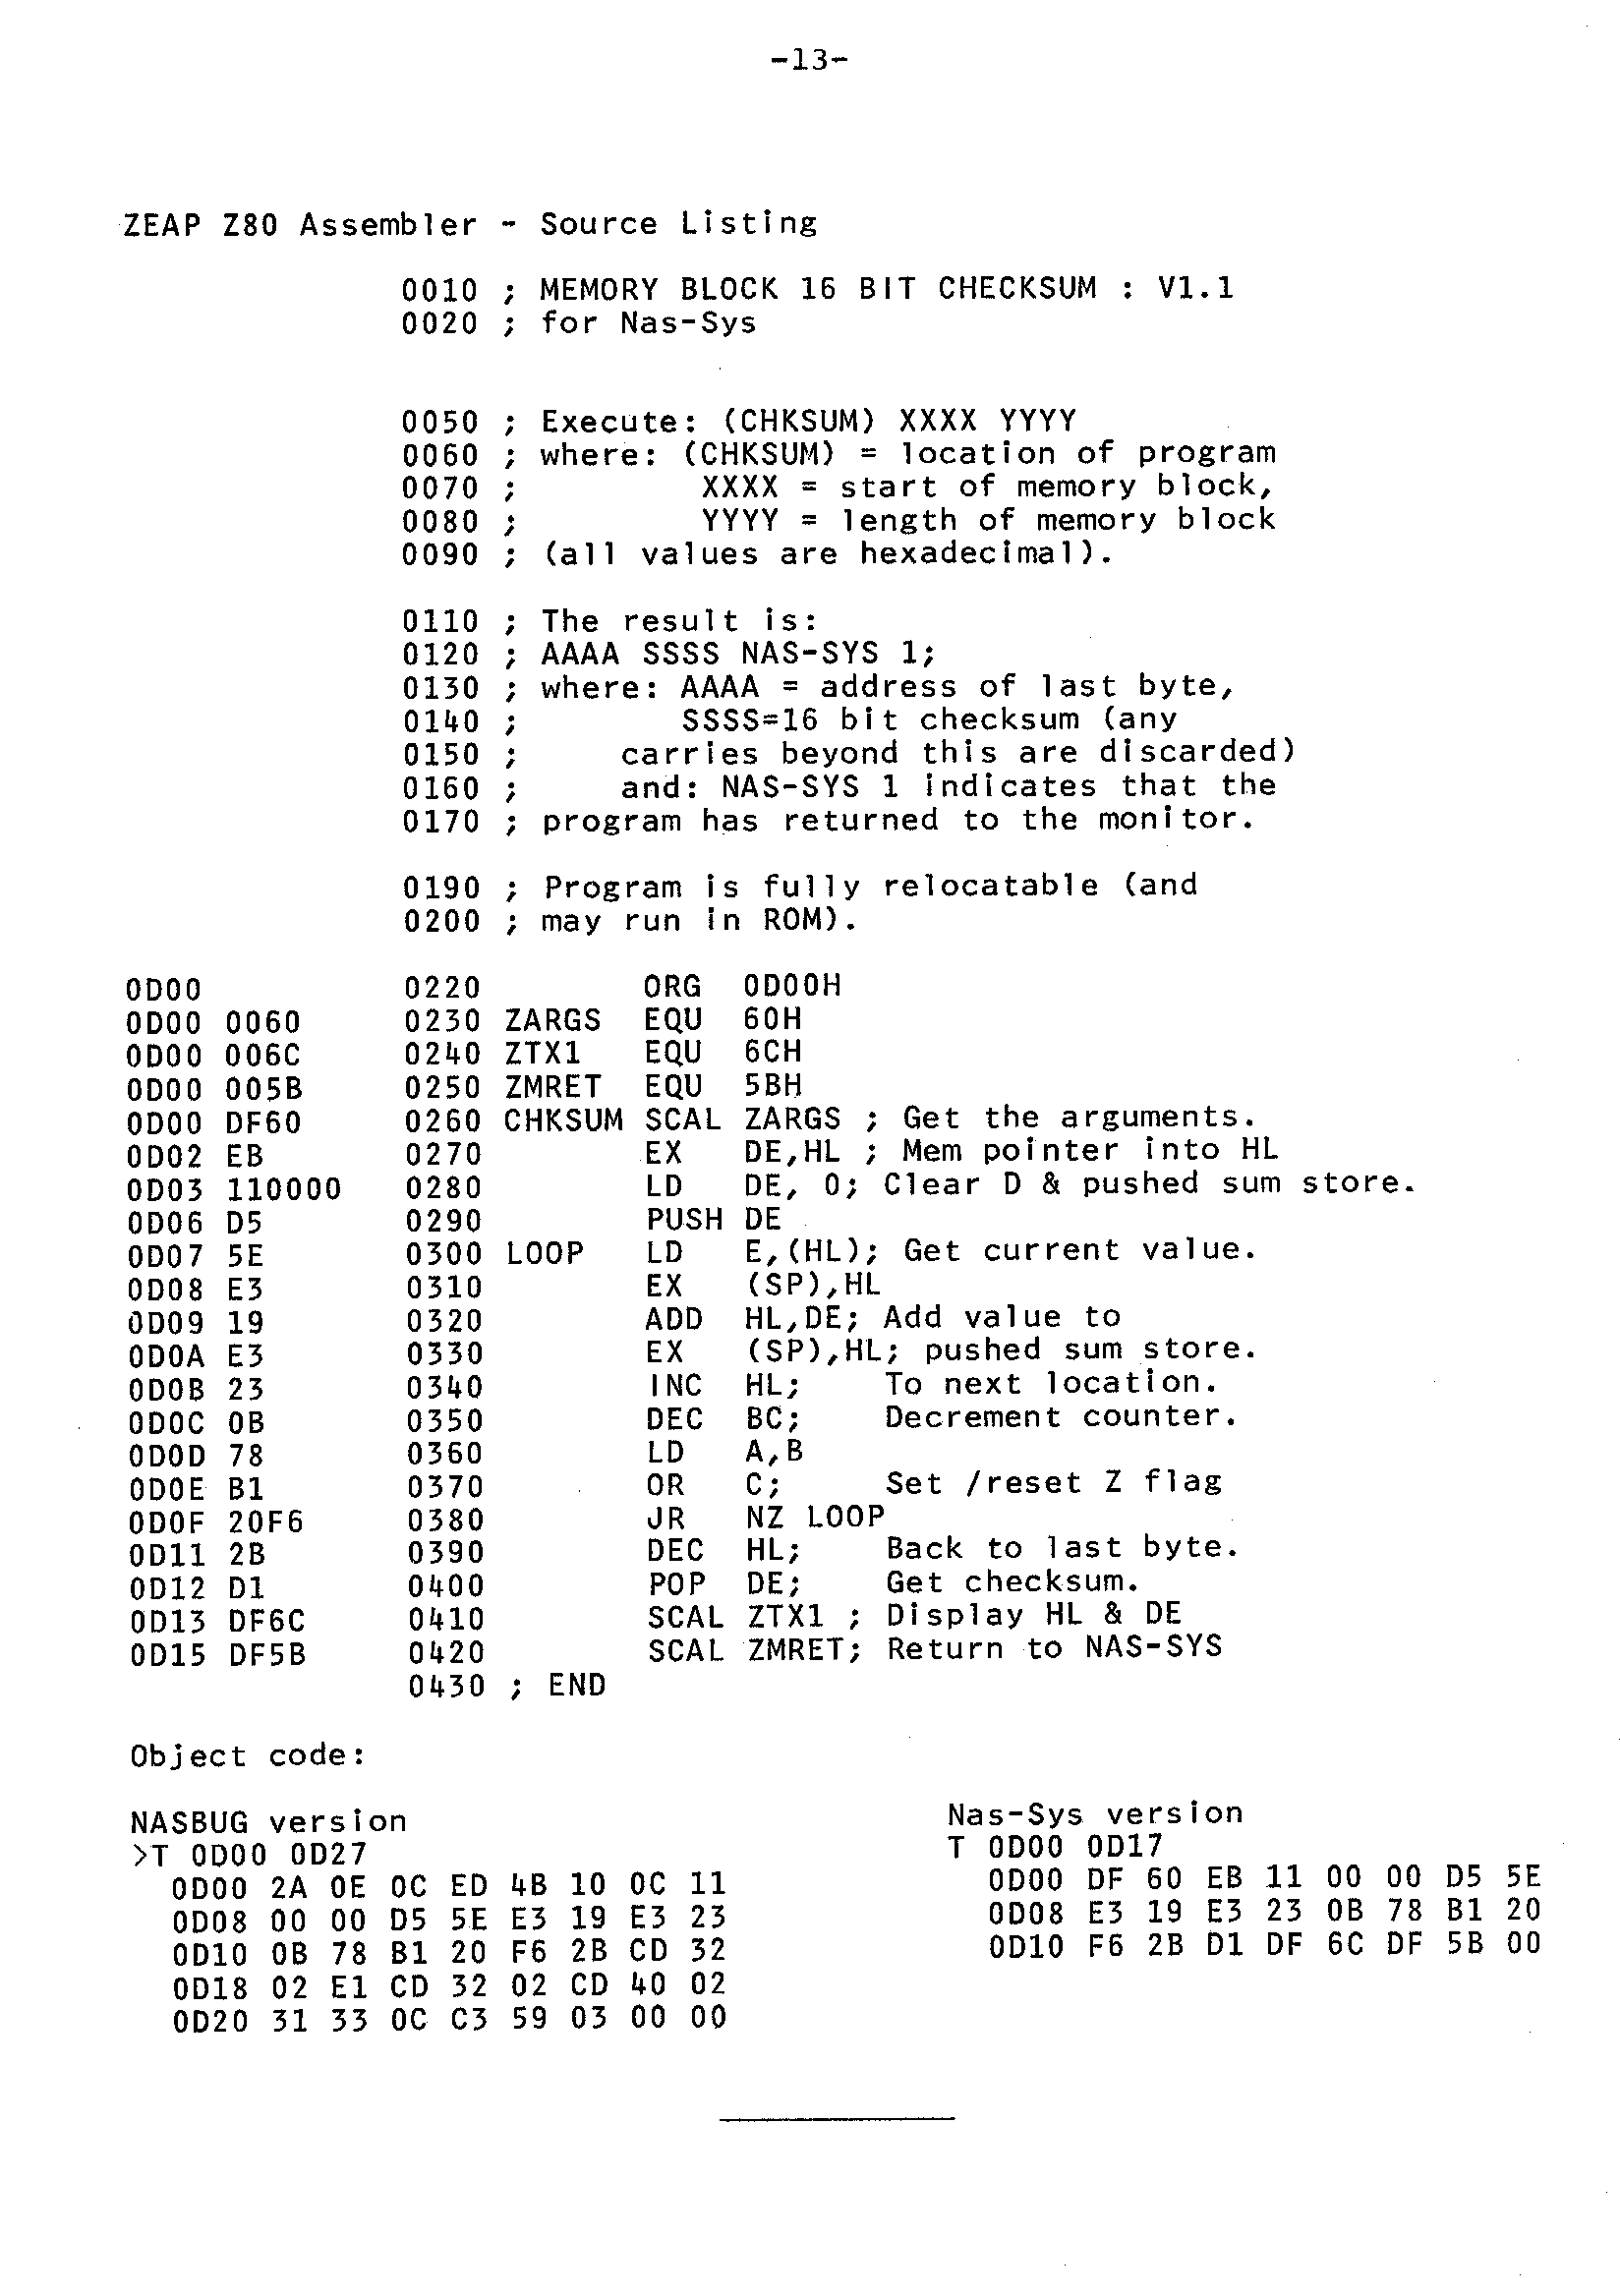 -13-
ZEAP Z80 Assembler - Source Listing
0010 ; MEMORY BLOCK 16 BIT CHECKSUM : V1.1
0020 ; for Nas-Sys
0050 ; Execute: (CHKSUM) XXXX YYYY
0060 ; where: (CHKSUM) = location of program
0070 ; XXXX = start of memory block,
0080 ; YYYY = length of memory block
0090 ; (all values are hexadecimal).
0110 ; The result is:
0120 ; AAAA SSSS NAS-SYS 1;
0130 ; where: AAAA = address of last byte,
0140 ; SSSS=16 bit checksum (any
0150 ; carries beyond this are discarded)
0160 ; and: NAS-SYS 1 indicates that the
0170 ; program has returned to the monitor.
0190 ; Program is fully relocatable (and
0200 ; may run in ROM).
0D00 0220 ORG 0D00H
0D00 0060 0230 ZARGS EQU 60H
0D00 006C 0240 ZTX1 EQU 6CH
0D00 005B 0250 ZMRET EQU 5BH
0D00 DF60 0260 CHKSUM SCAL ZARGS ; Get the arguments.
0D02 EB 0270 EX DE,HL ; Mem pointer into HL
0D03 110000 0280 LD DE, 0; Clear D & pushed sum store.
0D06 D5 0290 PUSH DE
0D07 5E 0300 LOOP LD E,(HL); Get current value.
0D08 E3 0310 EX (SP),HL
0D09 19 0320 ADD HL,DE; Add value to
0D0A E3 0330 EX (SP),HL; pushed sum store.
0D0B 23 0340 INC HL; To next location.
0D0C 0B 0350 DEC BC; Decrement counter.
0D0D 78 0360 LD A,B
0D0E B1 0370 OR C; Set /reset Z flag
0D0F 20F6 0380 JR NZ LOOP
0D11 2B 0390 DEC HL; Back to last byte.
0D12 D1 0400 POP DE; Get checksum.
0D13 DF6C 0410 SCAL ZTX1 ; Display HL & DE
0D15 DF5B 0420 SCAL ZMRET; Return to NAS-SYS
0430 ; END
Object code:
NASBUG version
>T 0D00 0D27
0D00 2A 0E 0C ED 4B 10 0C 11
0D08 00 00 D5 5E E3 19 E3 23
0D10 0B 78 B1 20 F6 2B CD 32
0D18 02 E1 CD 32 02 CD 40 02
0D20 31 33 0C C3 59 03 00 00
Nas-Sys version
T 0D00 0D17
0D00 DF 60 EB 11 00 00 D5 5E
0D08 E3 19 E3 23 0B 78 B1 20
0D10 F6 2B D1 DF 6C DF 5B 00